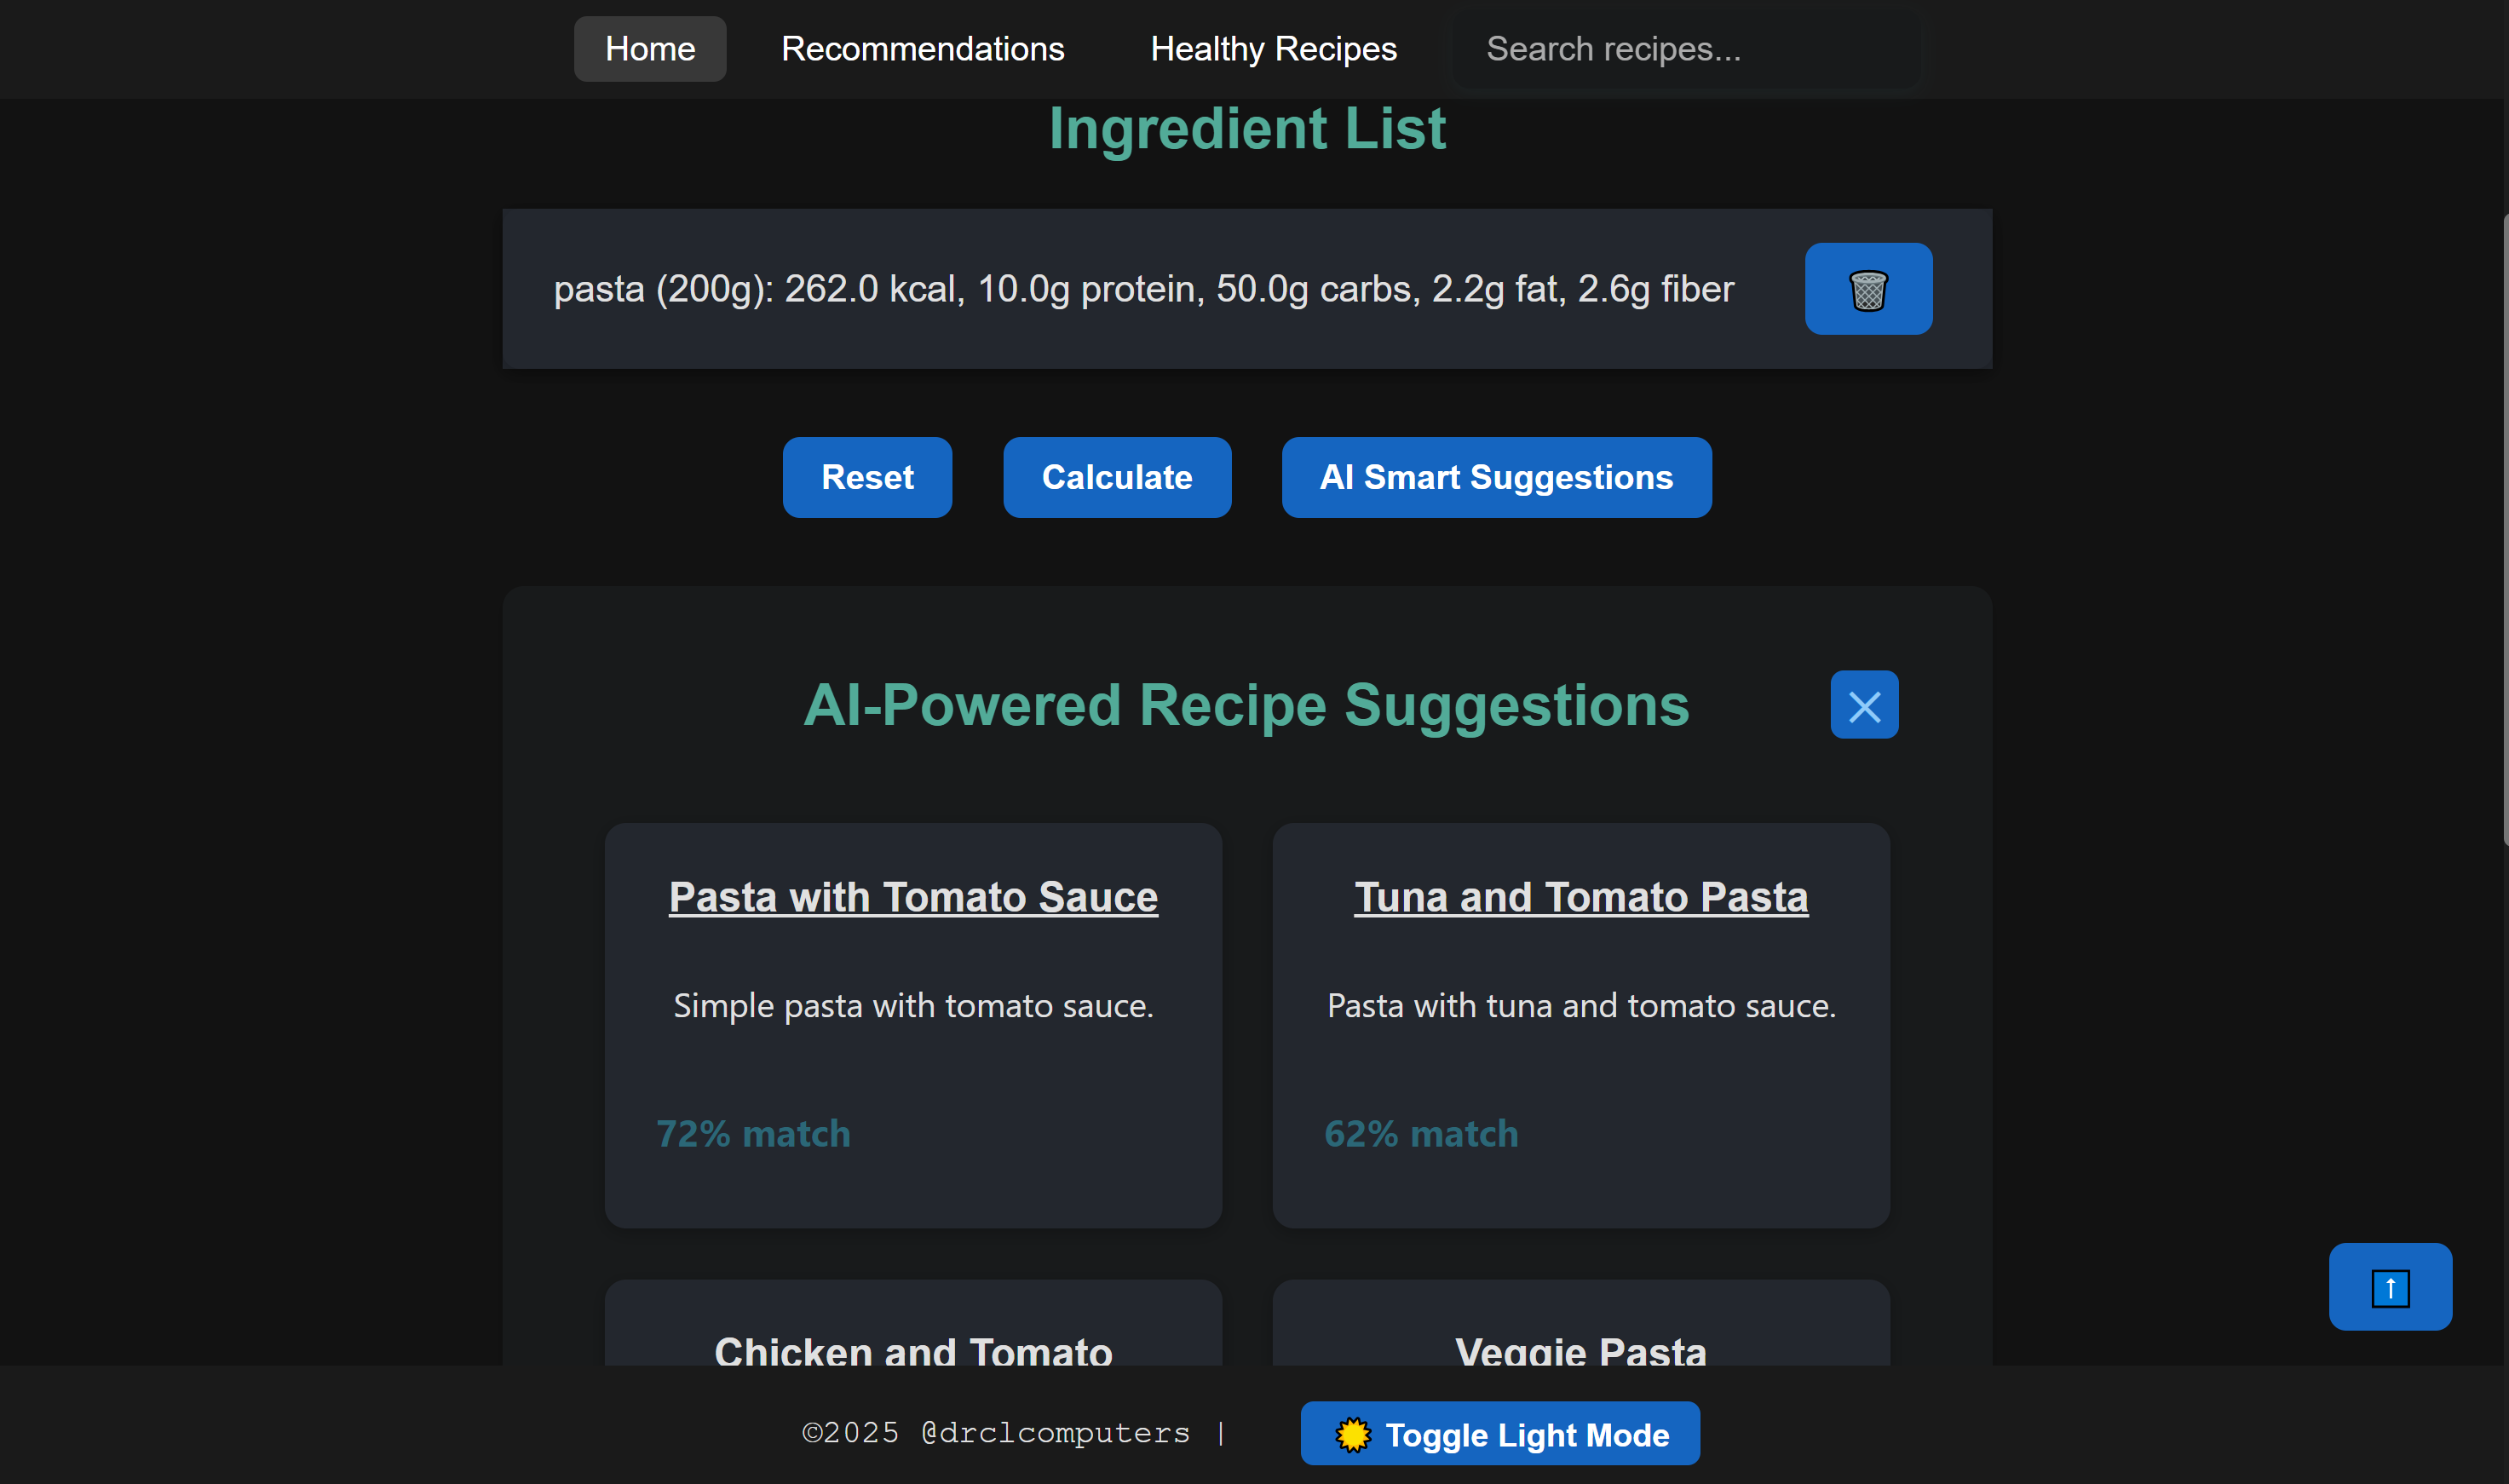 Home Recommendations Healthy Recipes Search recipes...
Ingredient List
pasta (200g): 262.0 kcal, 10.0g protein, 50.0g carbs, 2.2g fat, 2.6g fiber
Reset Calculate AI Smart Suggestions
AI-Powered Recipe Suggestions
Pasta with Tomato Sauce
Simple pasta with tomato sauce.
72% match
Tuna and Tomato Pasta
Pasta with tuna and tomato sauce.
62% match
Chicken and Tomato
Veggie Pasta
©2025 @drclcomputers |
Toggle Light Mode